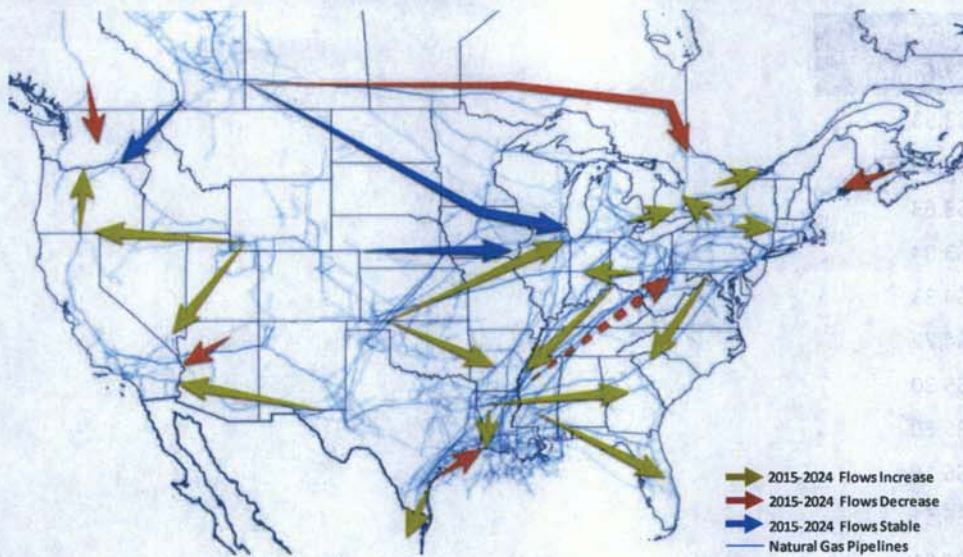 2015-2024 Flows Increase
2015-2024 Flows Decrease
2015-2024 Flows Stable
Natural Gas Pipelines